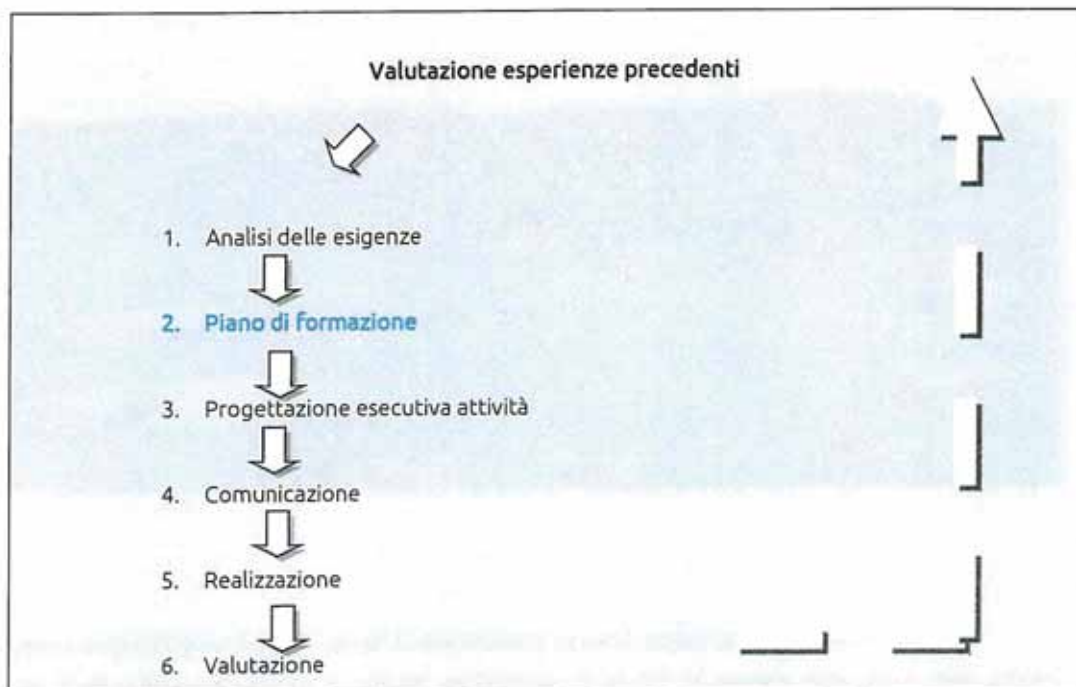 Valutazione esperienze precedenti
1. Analisi delle esigenze
2. Piano di formazione
3. Progettazione esecutiva attività
4. Comunicazione
5. Realizzazione
6. Valutazione